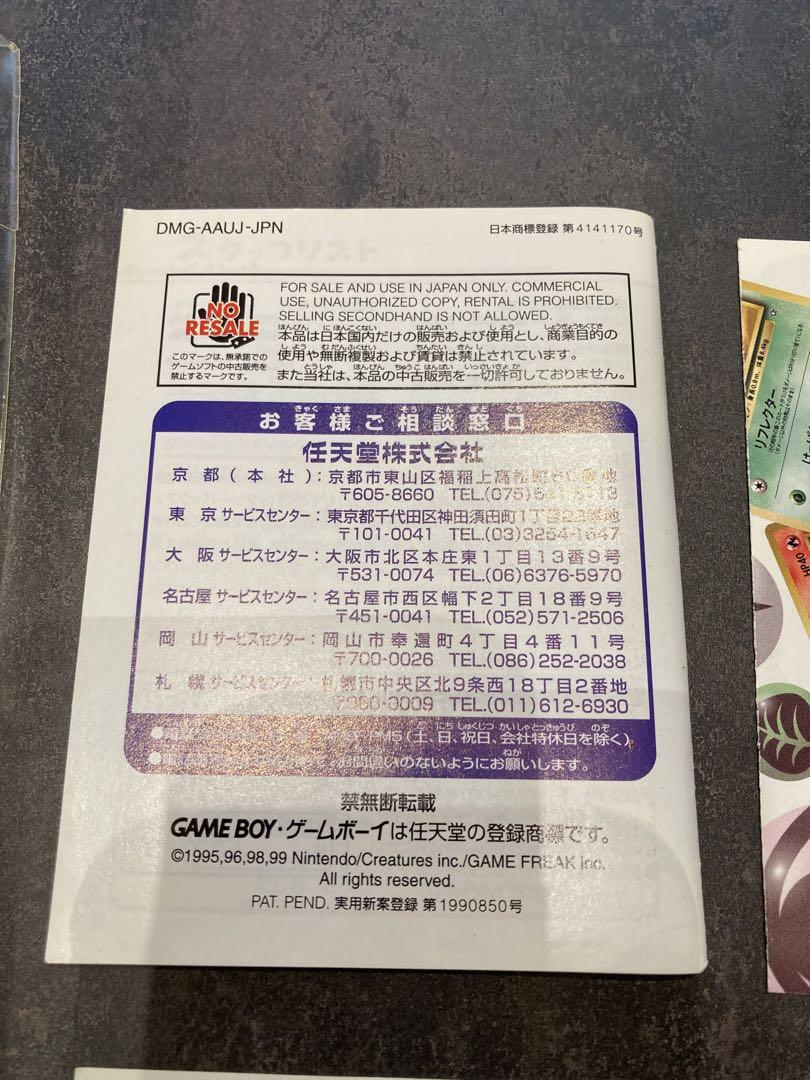 DMG-AAUJ-JPN
日本商標登録 第4141170号
NO
RESALE
このマークは、無承諾での
ゲームソフトの中古販売を
禁止するマークです。
FOR SALE AND USE IN JAPAN ONLY. COMMERCIAL
USE, UNAUTHORIZED COPY, RENTAL IS PROHIBITED.
SELLING SECONDHAND IS NOT ALLOWED.
本品は日本国内だけの販売および使用とし、商業目的の
使用や無断複製および賃貸は禁止されています。
また当社は、本品の中古販売を一切許可しておりません。
お客様ご相談窓口
任天堂株式会社
京都(本社):京都市東山区福稲上高松町60番地
〒605-8660 TEL.(075)
東京サービスセンター:東京都千代田区神田須田町1丁目
〒101-0041 TEL.(03)3254-1647
大阪サービスセンター:大阪市北区本庄東1丁目13番9号
〒531-0074 TEL.(06)6376-5970
名古屋サービスセンター:名古屋市西区幅下2丁目18番9号
〒451-0041 TEL.(052)571-2506
岡山サービスセンター:岡山市奉還町4丁目4番11号
〒700-0026 TEL.(086)252-2038
札幌サービスセンター:札幌市中央区北9条西18丁目2番地
〒060-0009 TEL.(011)612-6930
PM5(土、日、祝日、会社特休日を除く)
お間違いのないようにお願いします。
禁無断転載
GAME BOY・ゲームボーイは任天堂の登録商標です。
©1995,96,98,99 Nintendo/Creatures inc./GAME FREAK inc.
All rights reserved.
PAT. PEND. 実用新案登録 第1990850号
リフレクター
HP40